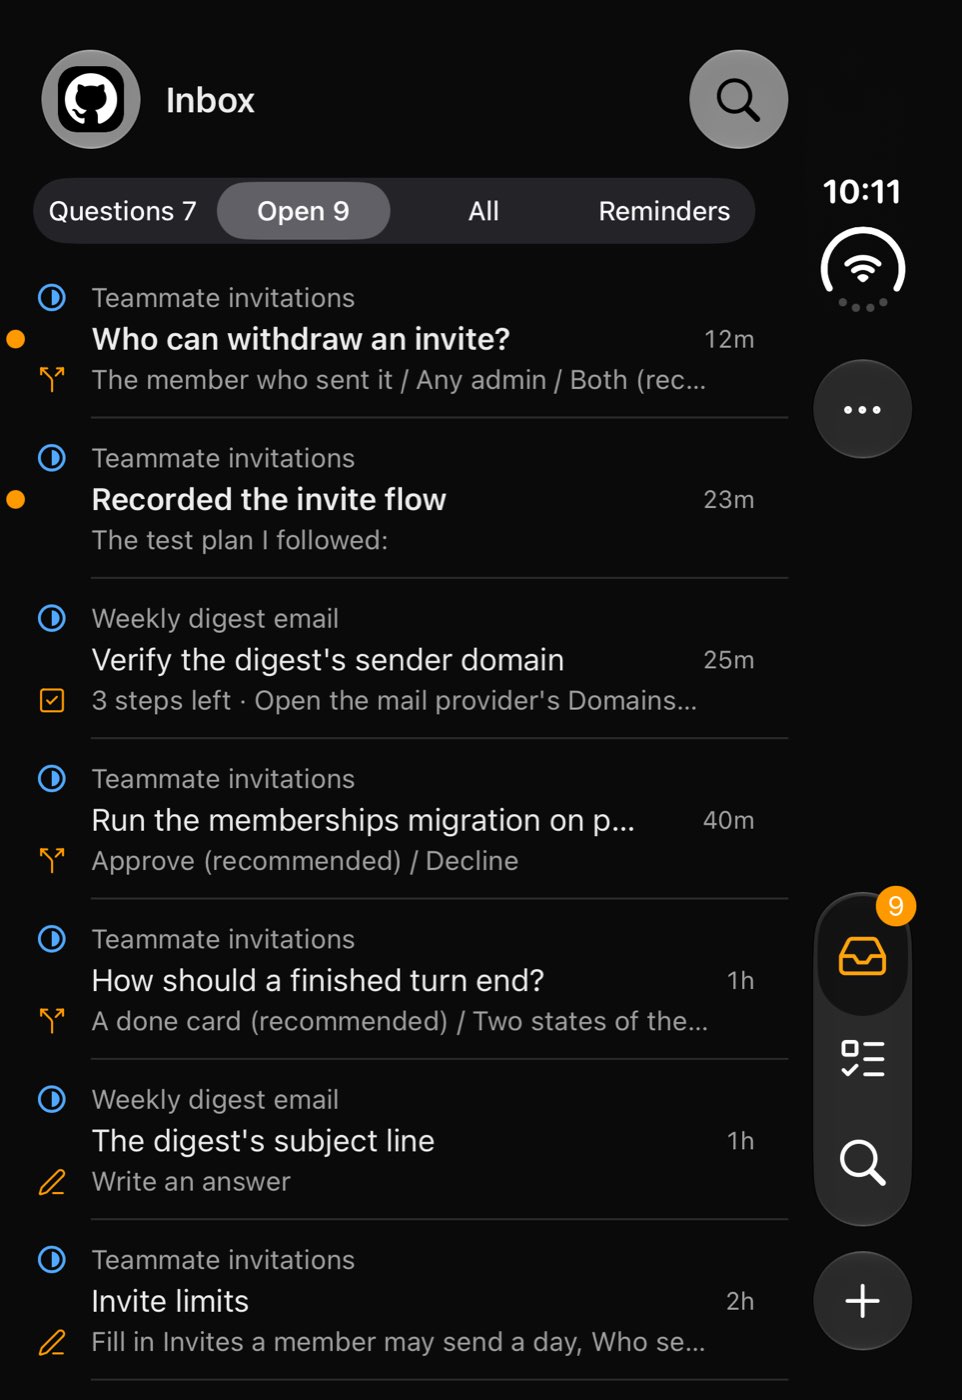 Inbox
10:11
Questions 7
Open 9
All
Reminders
Teammate invitations
Who can withdraw an invite?
12m
The member who sent it / Any admin / Both (rec...
Teammate invitations
Recorded the invite flow
23m
The test plan I followed:
Weekly digest email
Verify the digest's sender domain
25m
3 steps left · Open the mail provider's Domains...
Teammate invitations
Run the memberships migration on p...
40m
Approve (recommended) / Decline
Teammate invitations
How should a finished turn end?
1h
A done card (recommended) / Two states of the...
9
Weekly digest email
The digest's subject line
1h
Write an answer
Teammate invitations
Invite limits
2h
Fill in Invites a member may send a day, Who se...